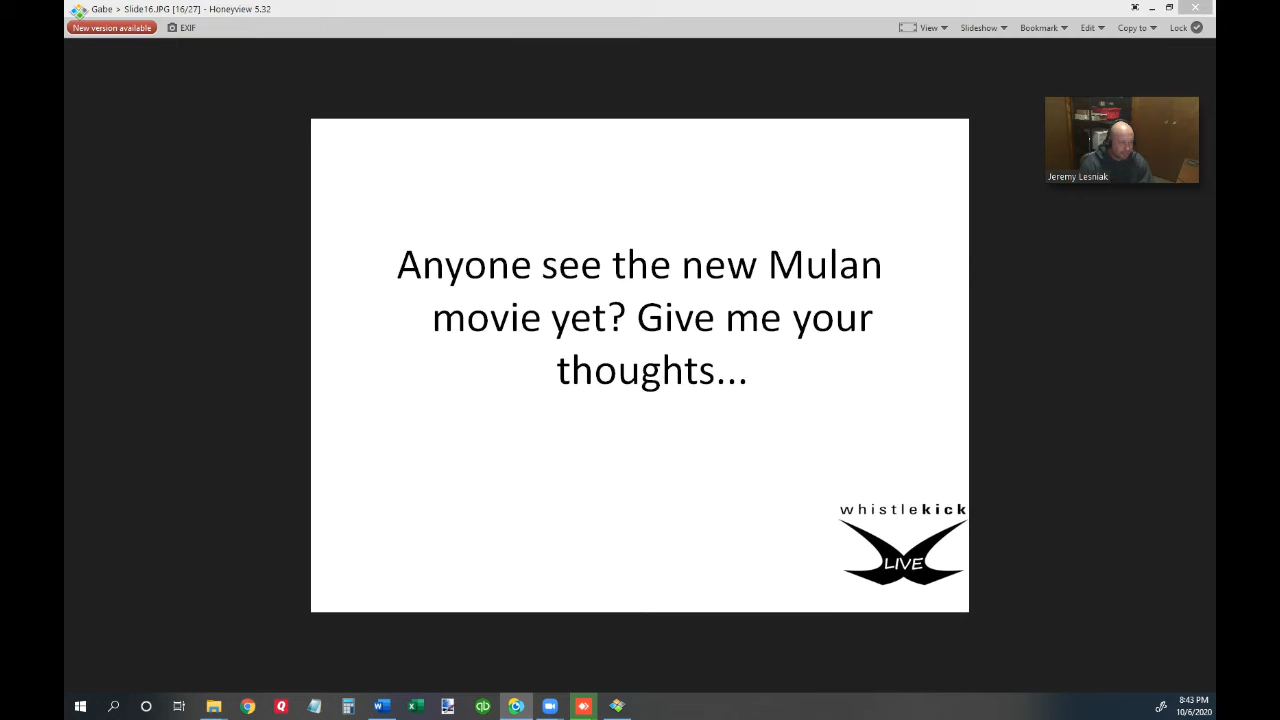 Gabe > Slide16.JPG [16/27] - Honeyview 5.32
New version available
EXIF
View
Slideshow
Bookmark
Edit
Copy to
Lock
Jeremy Lesniak
Anyone see the new Mulan
movie yet? Give me your
thoughts...
whistlekick
LIVE
8:43 PM
10/6/2020